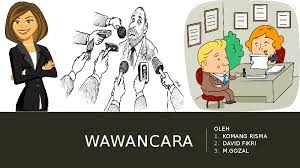 WAWANCARA
OLEH
1. KOMANG RISMA
2. DAVID FIKRI
3. M.GOZAL